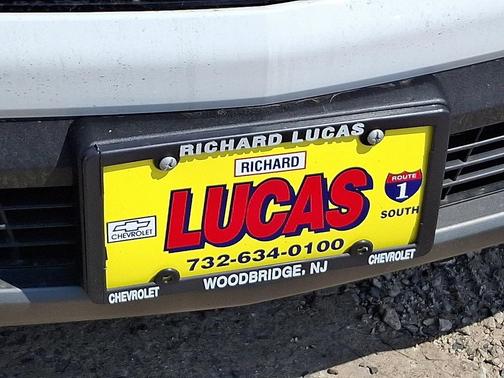 RICHARD LUCAS
RICHARD
LUCAS
ROUTE
1
SOUTH
CHEVROLET
732-634-0100
WOODBRIDGE, NJ
CHEVROLET
CHEVROLET